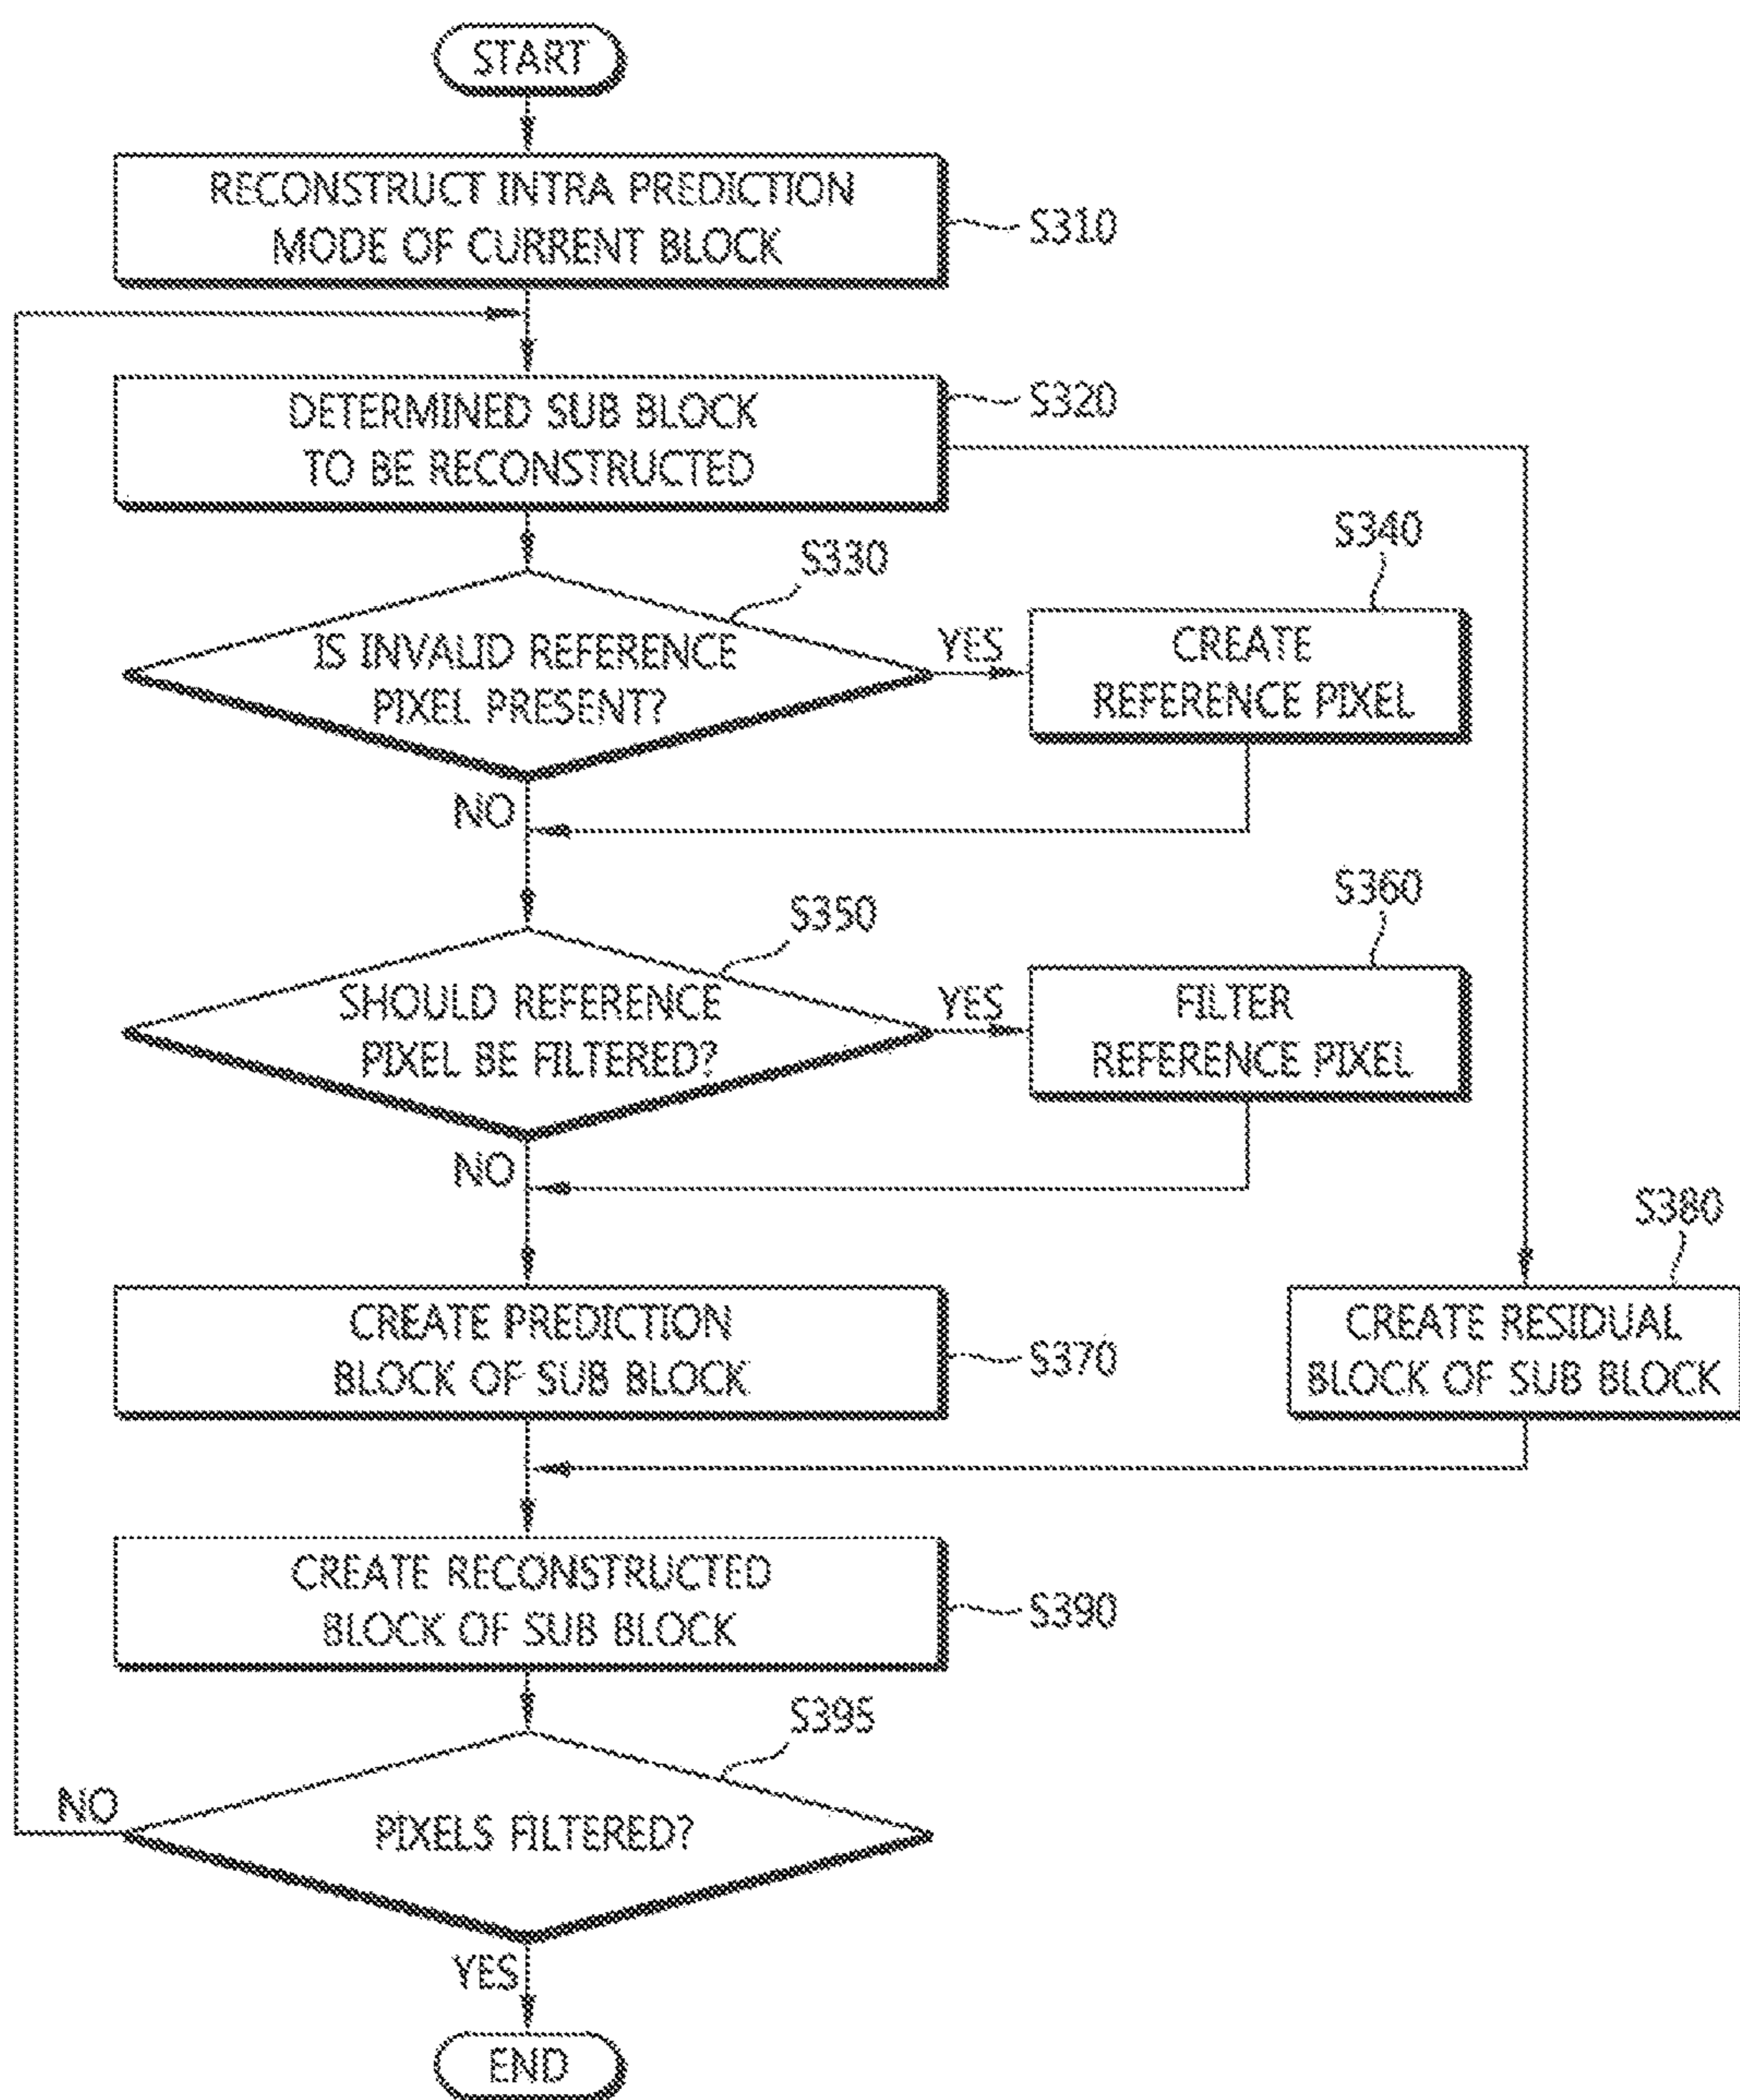 START
RECONSTRUCT INTRA PREDICTION
MODE OF CURRENT BLOCK
S310
DETERMINED SUB BLOCK
TO BE RECONSTRUCTED
S320
S330
IS INVALID REFERENCE
PIXEL PRESENT?
YES
NO
S340
CREATE
REFERENCE PIXEL
S350
SHOULD REFERENCE
PIXEL BE FILTERED?
YES
NO
S360
FILTER
REFERENCE PIXEL
CREATE PREDICTION
BLOCK OF SUB BLOCK
S370
S380
CREATE RESIDUAL
BLOCK OF SUB BLOCK
CREATE RECONSTRUCTED
BLOCK OF SUB BLOCK
S390
S395
PIXELS FILTERED?
NO
YES
END